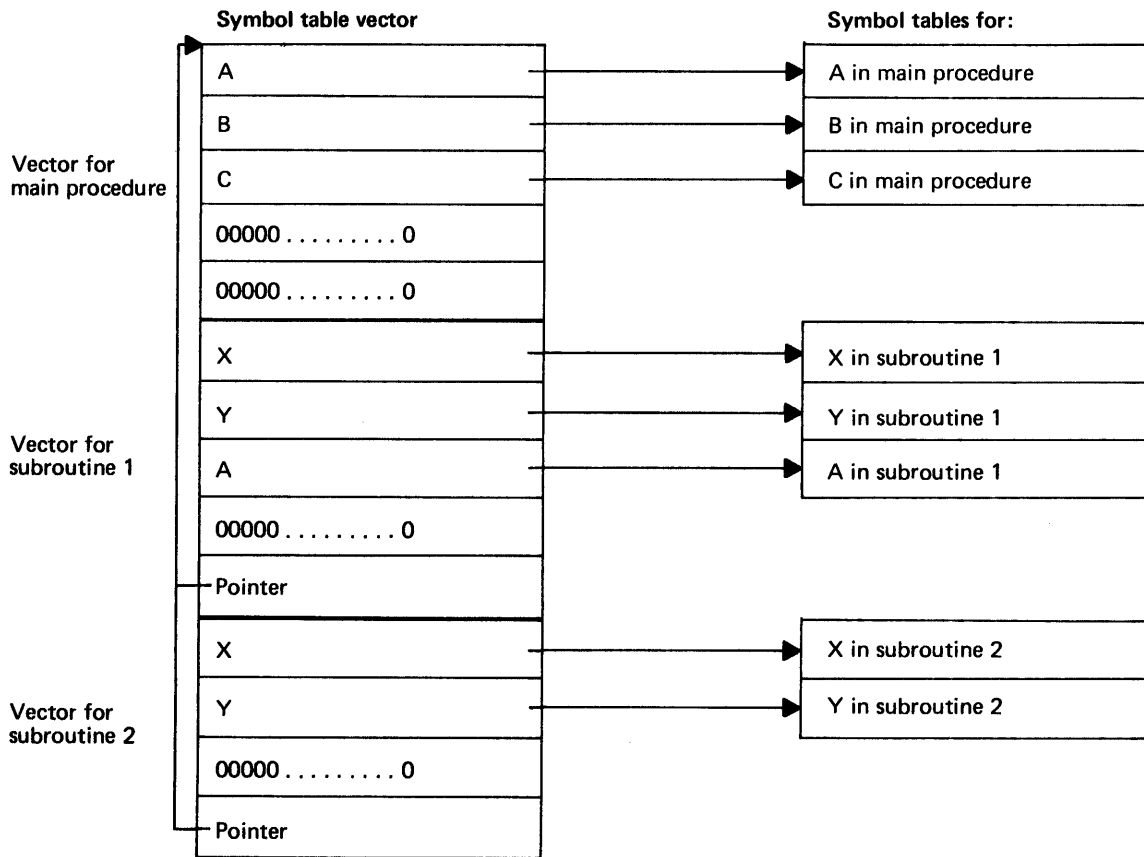 Symbol table vector
Symbol tables for:
A
A in main procedure
B
B in main procedure
Vector for
main procedure
C
C in main procedure
00000 . . . . . . . . . 0
00000 . . . . . . . . . 0
X
X in subroutine 1
Y
Y in subroutine 1
Vector for
subroutine 1
A
A in subroutine 1
00000 . . . . . . . . . 0
Pointer
X
X in subroutine 2
Y
Y in subroutine 2
Vector for
subroutine 2
00000 . . . . . . . . . 0
Pointer